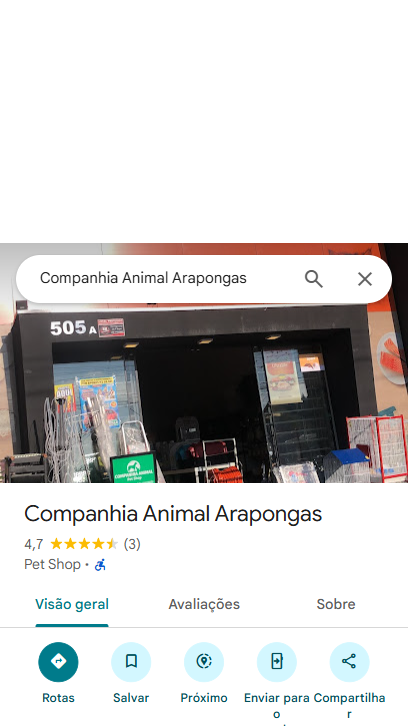 Companhia Animal Arapongas
505 A
COMPANHIA ANIMAL
Companhia Animal Arapongas
4,7 (3)
Pet Shop •
Visão geral Avaliações Sobre
Rotas Salvar Próximo Enviar para Compartilha
o r